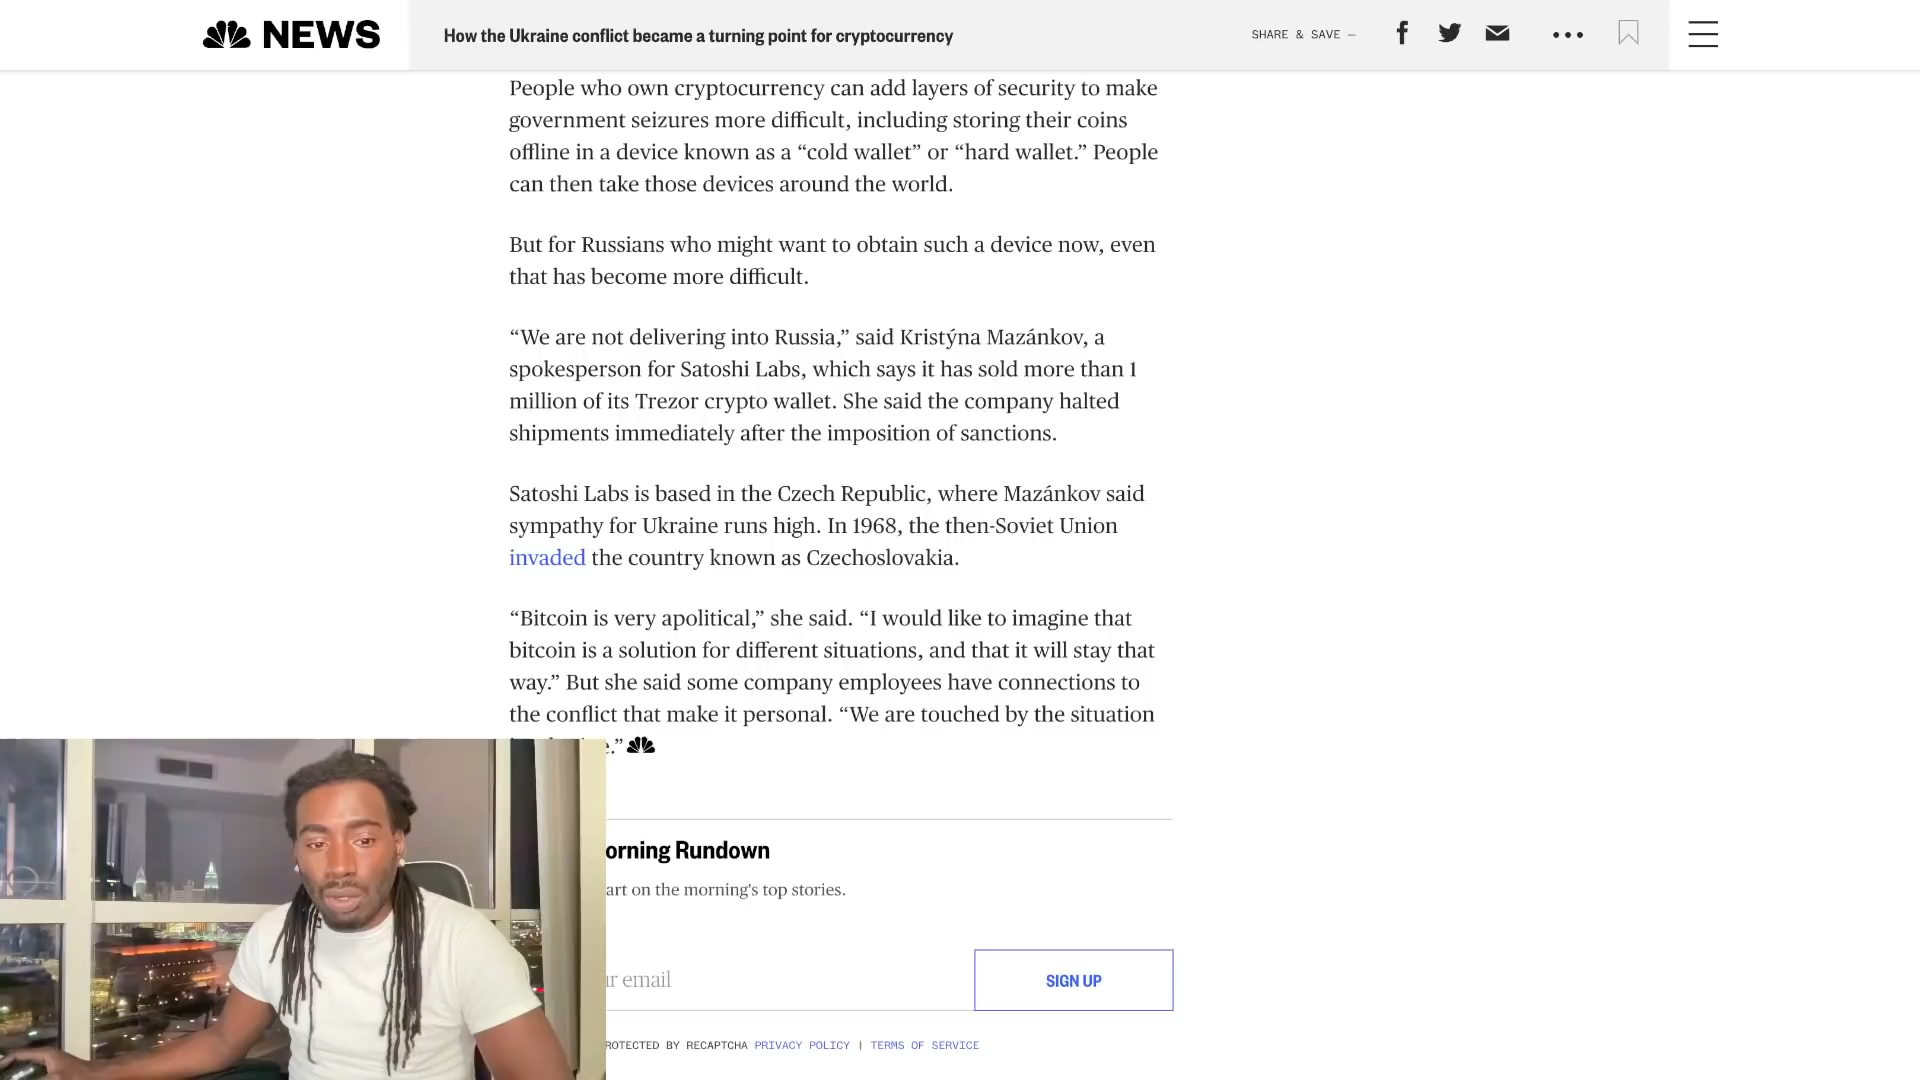 NEWS
How the Ukraine conflict became a turning point for cryptocurrency
SHARE & SAVE —
People who own cryptocurrency can add layers of security to make
government seizures more difficult, including storing their coins
offline in a device known as a “cold wallet” or “hard wallet.” People
can then take those devices around the world.
But for Russians who might want to obtain such a device now, even
that has become more difficult.
“We are not delivering into Russia,” said Kristýna Mazánkov, a
spokesperson for Satoshi Labs, which says it has sold more than 1
million of its Trezor crypto wallet. She said the company halted
shipments immediately after the imposition of sanctions.
Satoshi Labs is based in the Czech Republic, where Mazánkov said
sympathy for Ukraine runs high. In 1968, the then-Soviet Union
invaded the country known as Czechoslovakia.
“Bitcoin is very apolitical,” she said. “I would like to imagine that
bitcoin is a solution for different situations, and that it will stay that
way.” But she said some company employees have connections to
the conflict that make it personal. “We are touched by the situation
orning Rundown
art on the morning's top stories.
ur email
SIGN UP
ROTECTED BY RECAPTCHA PRIVACY POLICY | TERMS OF SERVICE